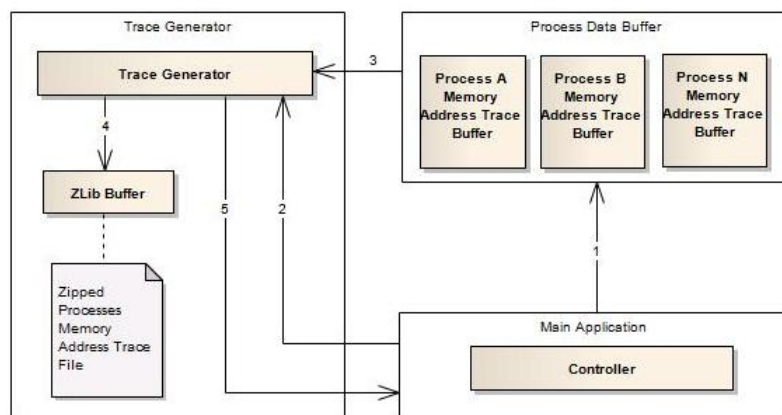 Trace Generator
Trace Generator
4
ZLib Buffer
Zipped
Processes
Memory
Address Trace
File
5
2
3
Process Data Buffer
Process A
Memory
Address Trace
Buffer
Process B
Memory
Address Trace
Buffer
Process N
Memory
Address Trace
Buffer
1
Main Application
Controller